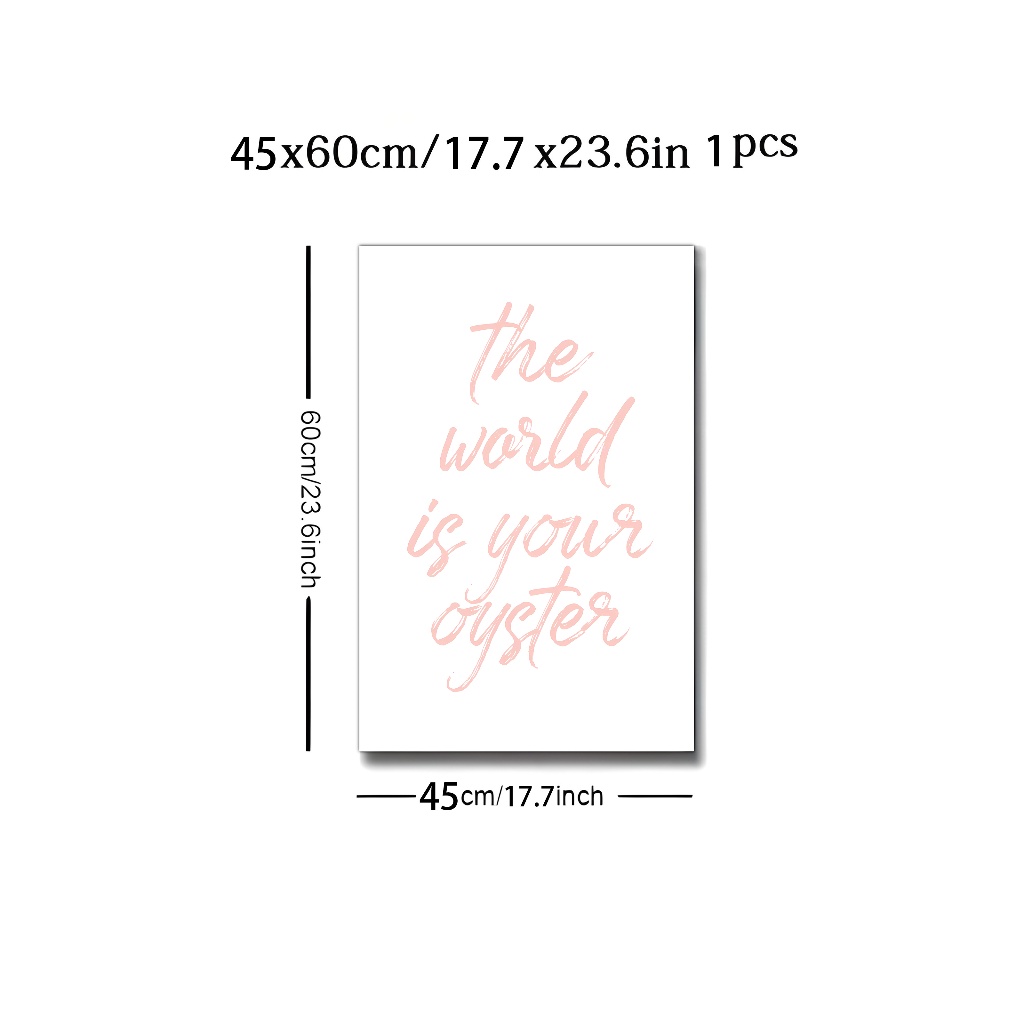 45x60cm/17.7 x23.6in 1pcs
60cm/23.6inch
the
world
is your
oyster
45cm/17.7inch